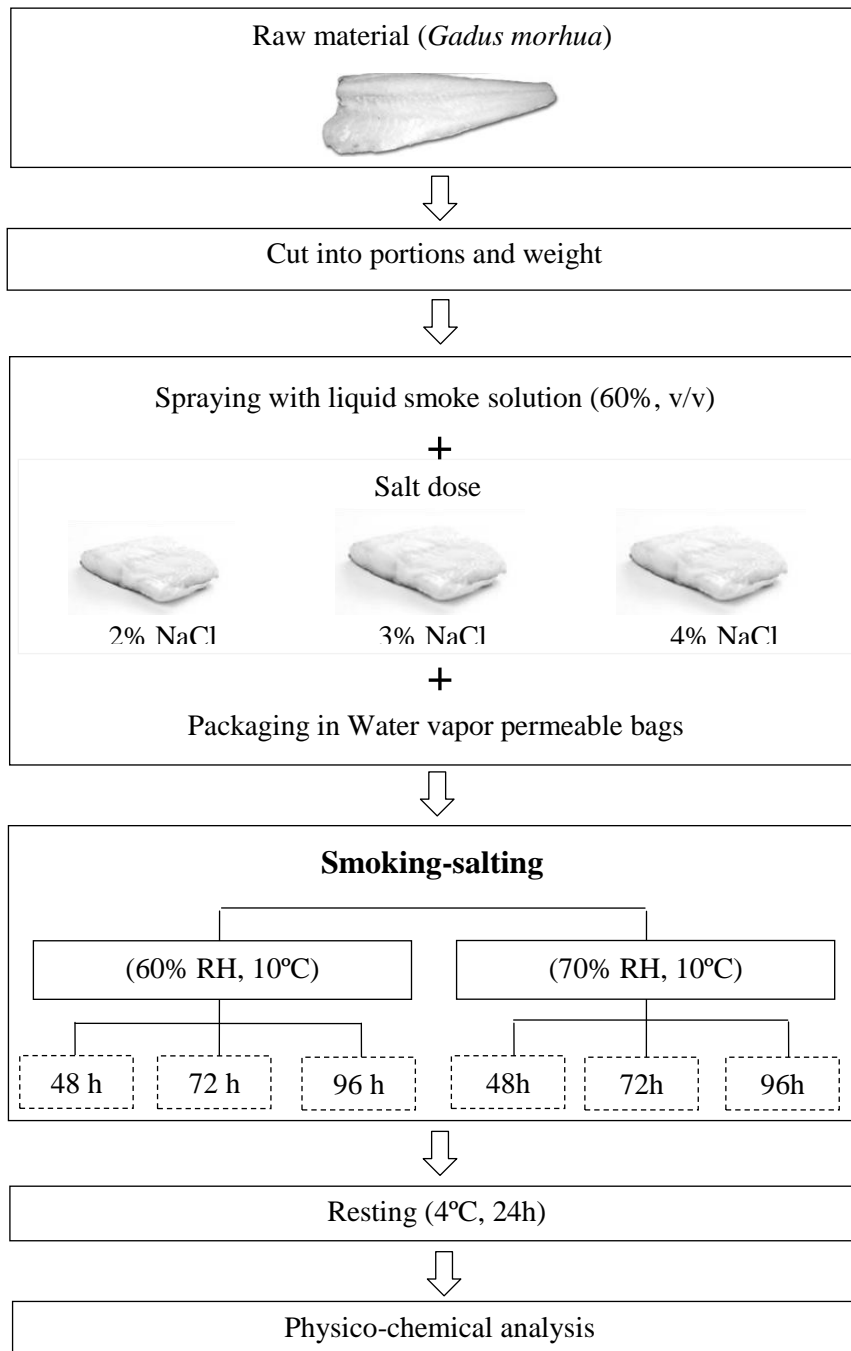 Raw material (Gadus morhua)
Cut into portions and weight
Spraying with liquid smoke solution (60%, v/v)
+
Salt dose
2% NaCl 3% NaCl 4% NaCl
+
Packaging in Water vapor permeable bags
Smoking-salting
(60% RH, 10ºC) (70% RH, 10ºC)
48 h 72 h 96 h 48h 72h 96h
Resting (4ºC, 24h)
Physico-chemical analysis